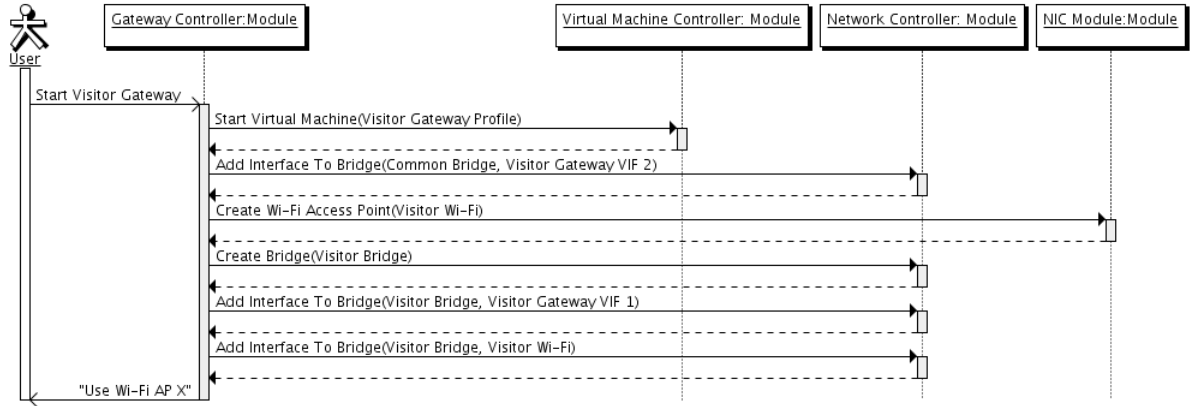 Gateway Controller:Module
Virtual Machine Controller: Module
Network Controller: Module
NIC Module:Module
User
Start Visitor Gateway
Start Virtual Machine(Visitor Gateway Profile)
Add Interface To Bridge(Common Bridge, Visitor Gateway VIF 2)
Create Wi-Fi Access Point(Visitor Wi-Fi)
Create Bridge(Visitor Bridge)
Add Interface To Bridge(Visitor Bridge, Visitor Gateway VIF 1)
Add Interface To Bridge(Visitor Bridge, Visitor Wi-Fi)
"Use Wi-Fi AP X"